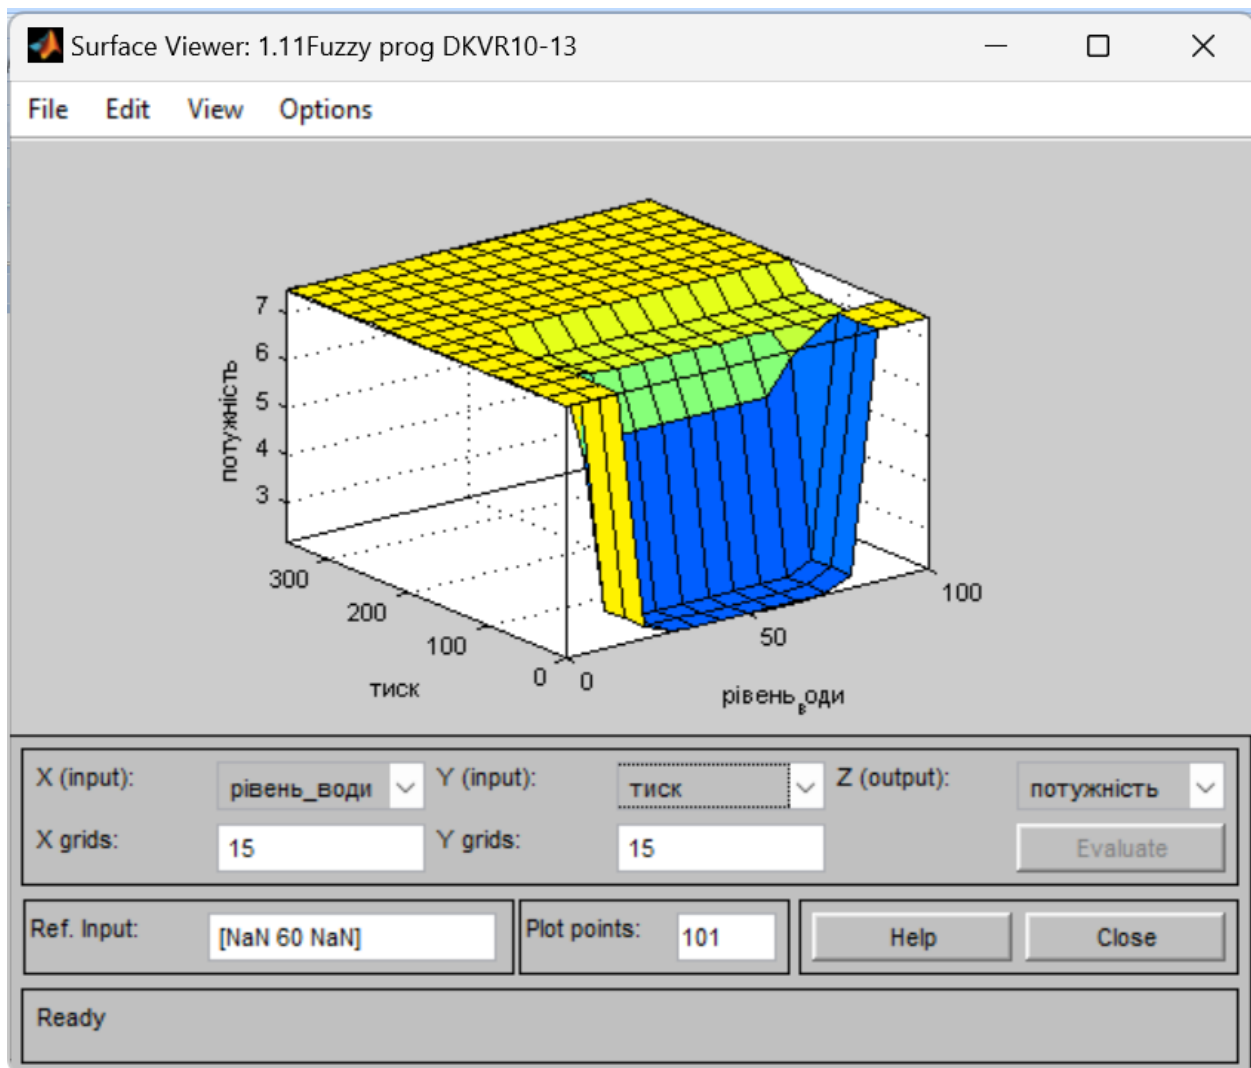 Surface Viewer: 1.11Fuzzy prog DKVR10-13
File Edit View Options
7
6
5
4
3
потужність
300
200
100
0
тиск
0
50
100
рівень_води
X (input): рівень_води Y (input): тиск Z (output): потужність
X grids: 15 Y grids: 15 Evaluate
Ref. Input: [NaN 60 NaN] Plot points: 101 Help Close
Ready